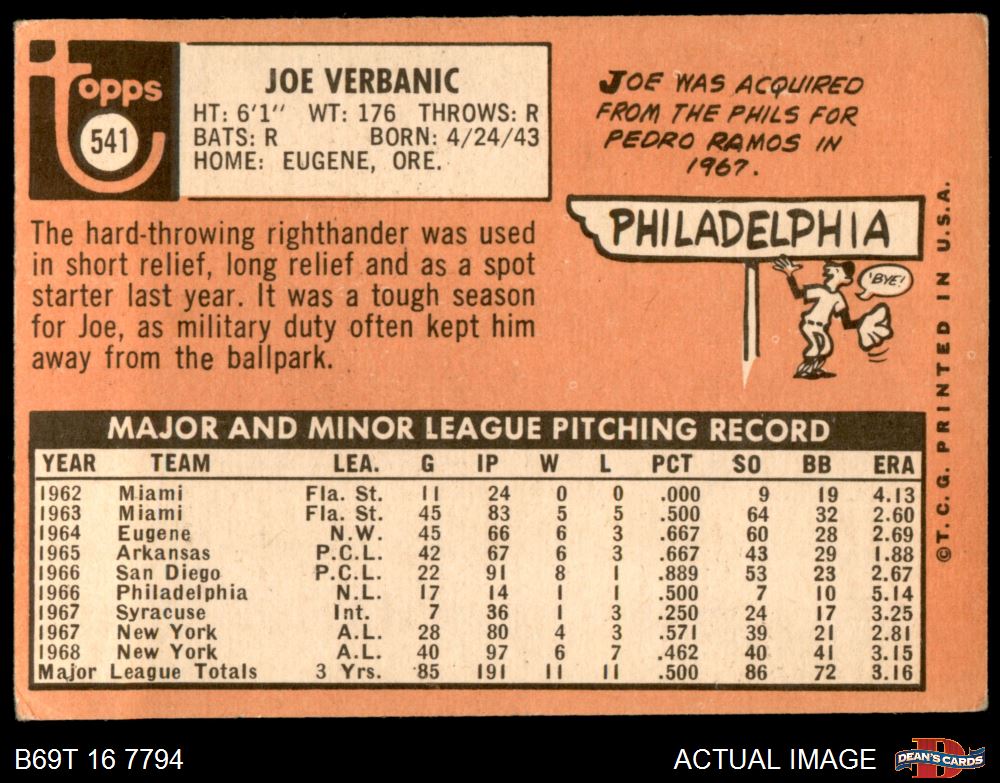 Topps
541
JOE VERBANIC
HT: 6'1" WT: 176 THROWS: R
BATS: R BORN: 4/24/43
HOME: EUGENE, ORE.
JOE WAS ACQUIRED
FROM THE PHILS FOR
PEDRO RAMOS IN
1967.
PHILADELPHIA
'BYE!
The hard-throwing righthander was used
in short relief, long relief and as a spot
starter last year. It was a tough season
for Joe, as military duty often kept him
away from the ballpark.
MAJOR AND MINOR LEAGUE PITCHING RECORD
YEAR TEAM LEA. G IP W L PCT SO BB ERA
1962 Miami Fla. St. 11 24 0 0 .000 9 19 4.13
1963 Miami Fla. St. 45 83 5 5 .500 64 32 2.60
1964 Eugene N.W. 45 66 6 3 .667 60 28 2.69
1965 Arkansas P.C.L. 42 67 6 3 .667 43 29 1.88
1966 San Diego P.C.L. 22 91 8 1 .889 53 23 2.67
1966 Philadelphia N.L. 17 14 1 1 .500 7 10 5.14
1967 Syracuse Int. 7 36 1 3 .250 24 17 3.25
1967 New York A.L. 28 80 4 3 .571 39 21 2.81
1968 New York A.L. 40 97 6 7 .462 40 41 3.15
Major League Totals 3 Yrs. 85 191 11 11 .500 86 72 3.16
©T.C.G. PRINTED IN U.S.A.
B69T 16 7794
ACTUAL IMAGE
D
DEAN'S CARDS